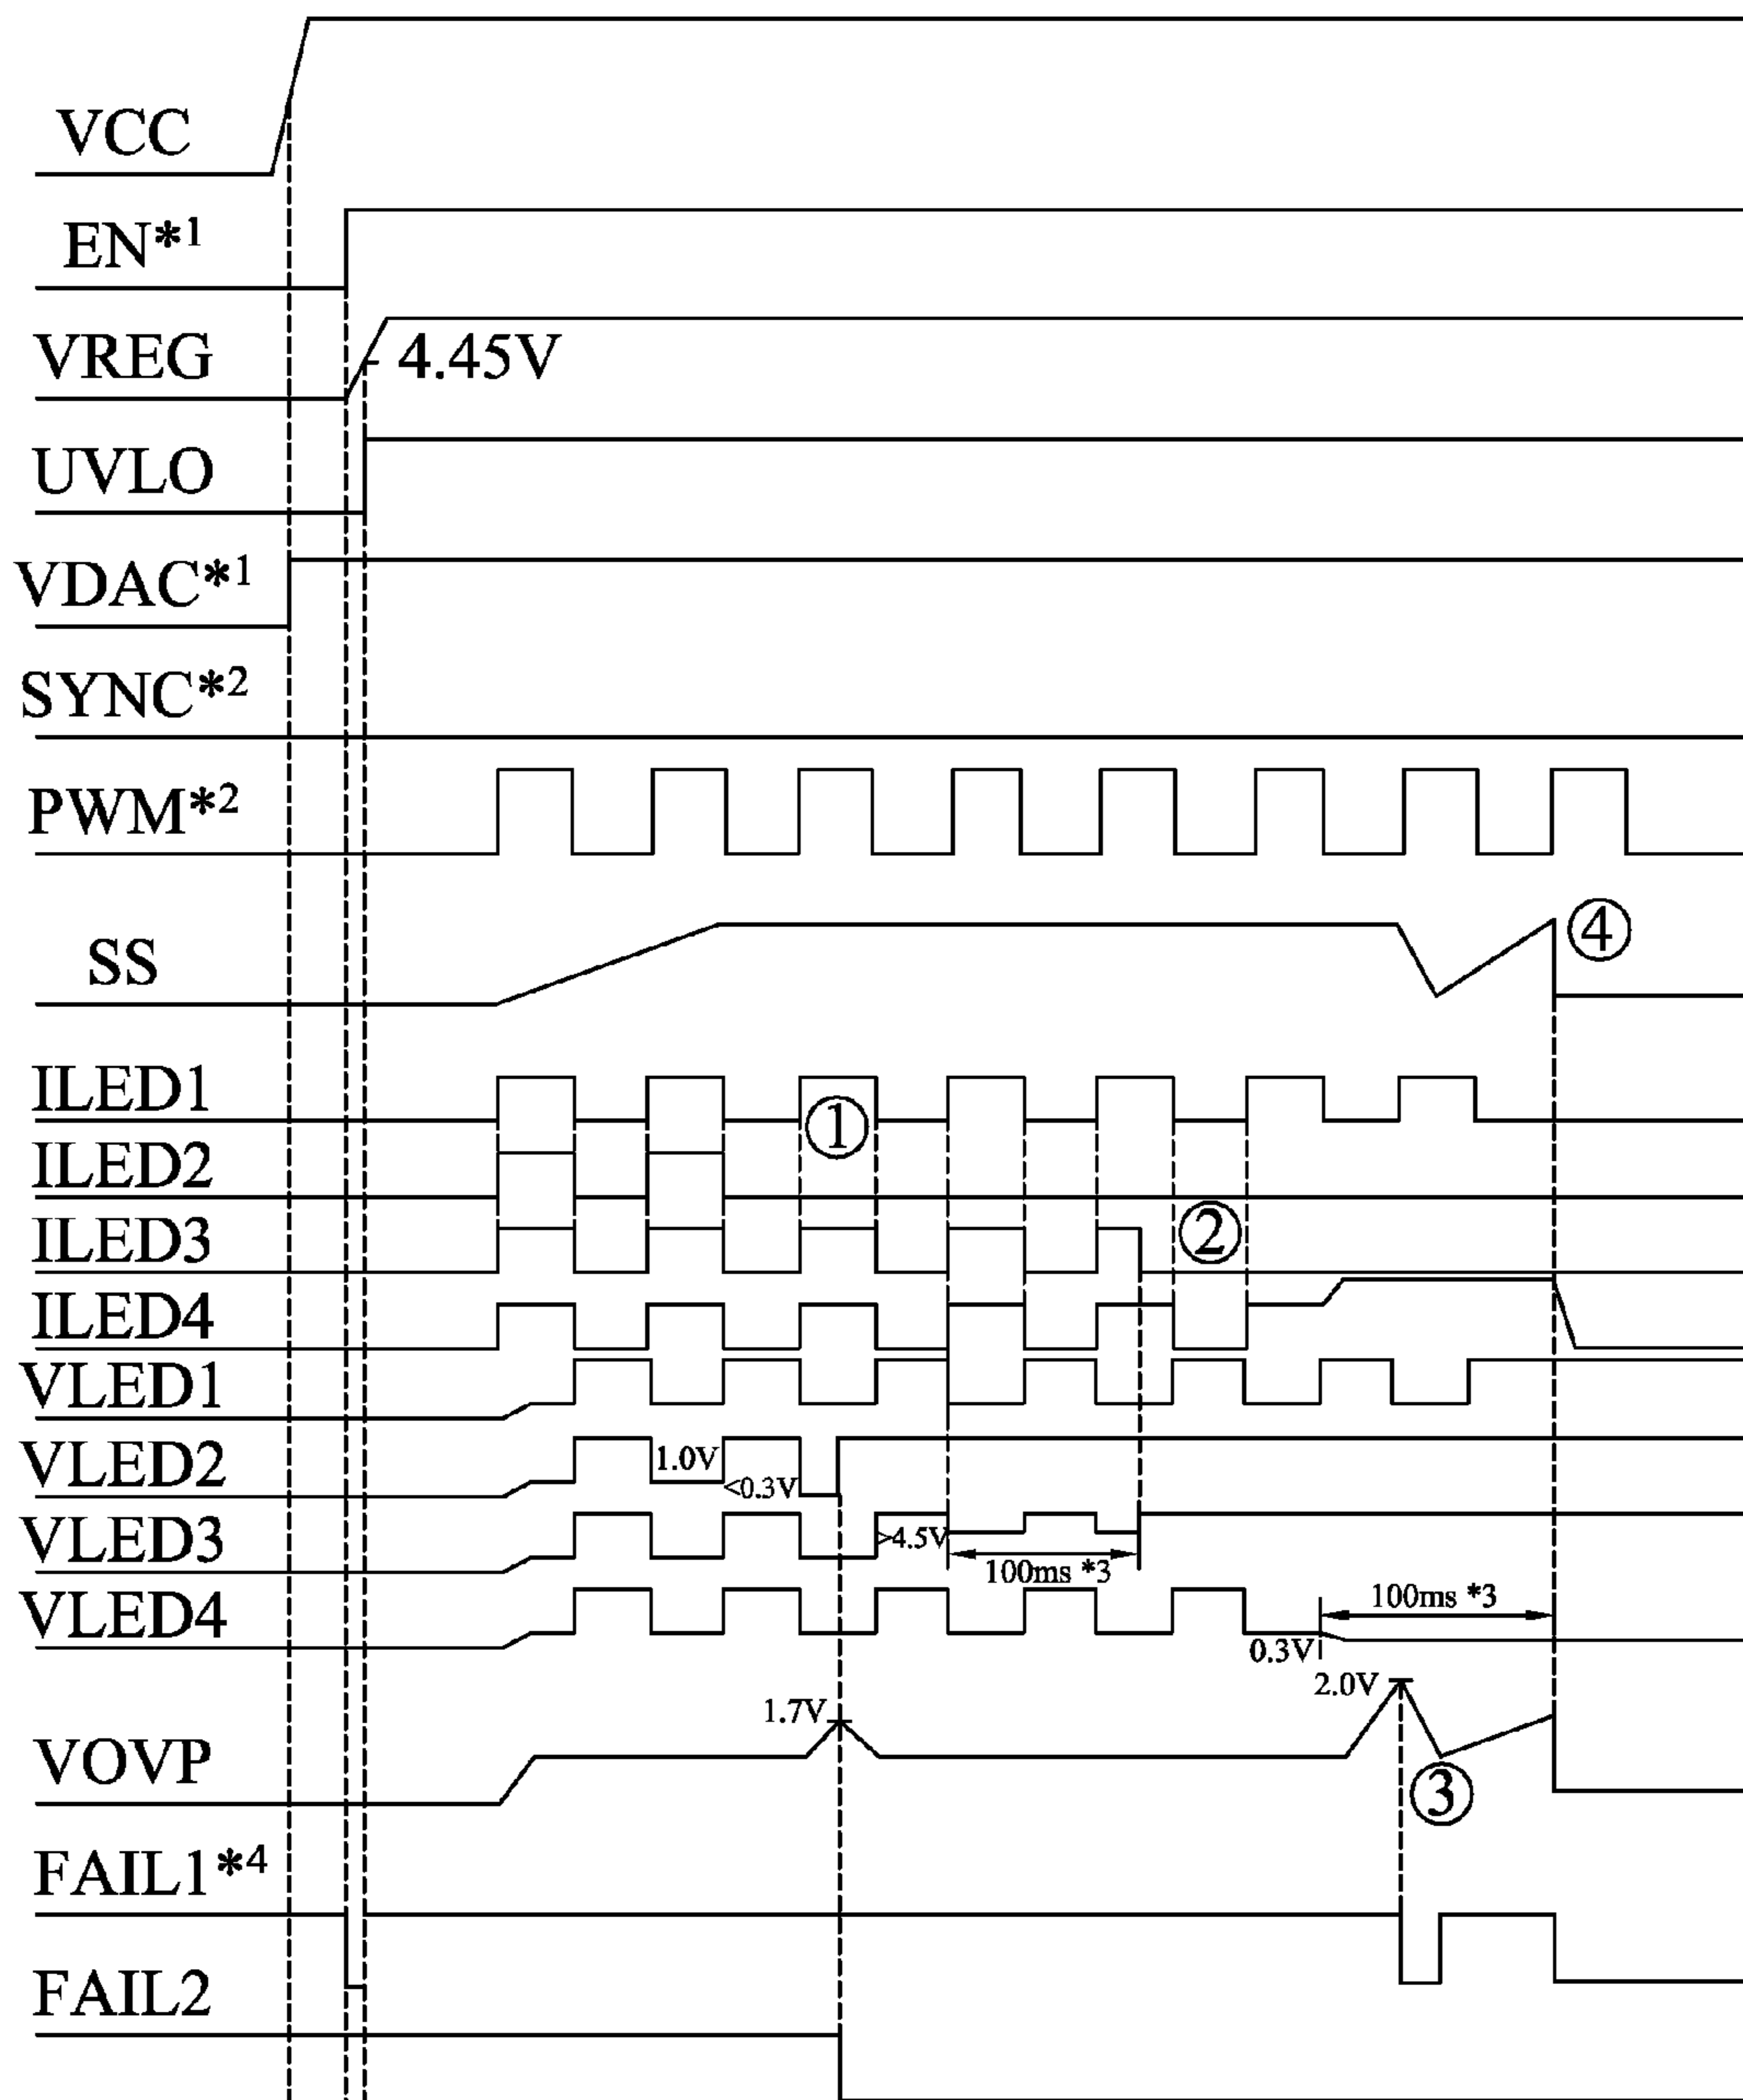 VCC
EN*1
VREG
4.45V
UVLO
VDAC*1
SYNC*2
PWM*2
SS
④
ILED1
①
ILED2
ILED3
②
ILED4
VLED1
VLED2
1.0V
<0.3V
VLED3
>4.5V
100ms *3
VLED4
100ms *3
0.3V
2.0V
1.7V
VOVP
③
FAIL1*4
FAIL2